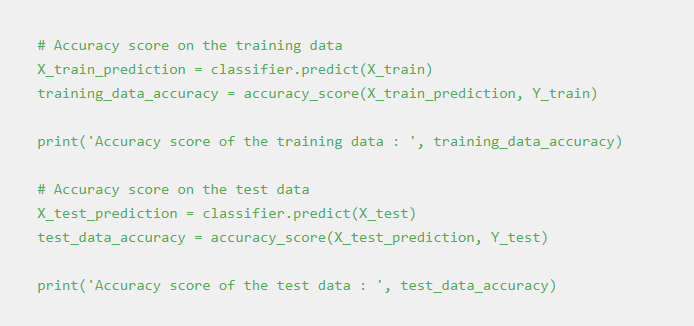 # Accuracy score on the training data
X_train_prediction = classifier.predict(X_train)
training_data_accuracy = accuracy_score(X_train_prediction, Y_train)
print('Accuracy score of the training data : ', training_data_accuracy)
# Accuracy score on the test data
X_test_prediction = classifier.predict(X_test)
test_data_accuracy = accuracy_score(X_test_prediction, Y_test)
print('Accuracy score of the test data : ', test_data_accuracy)